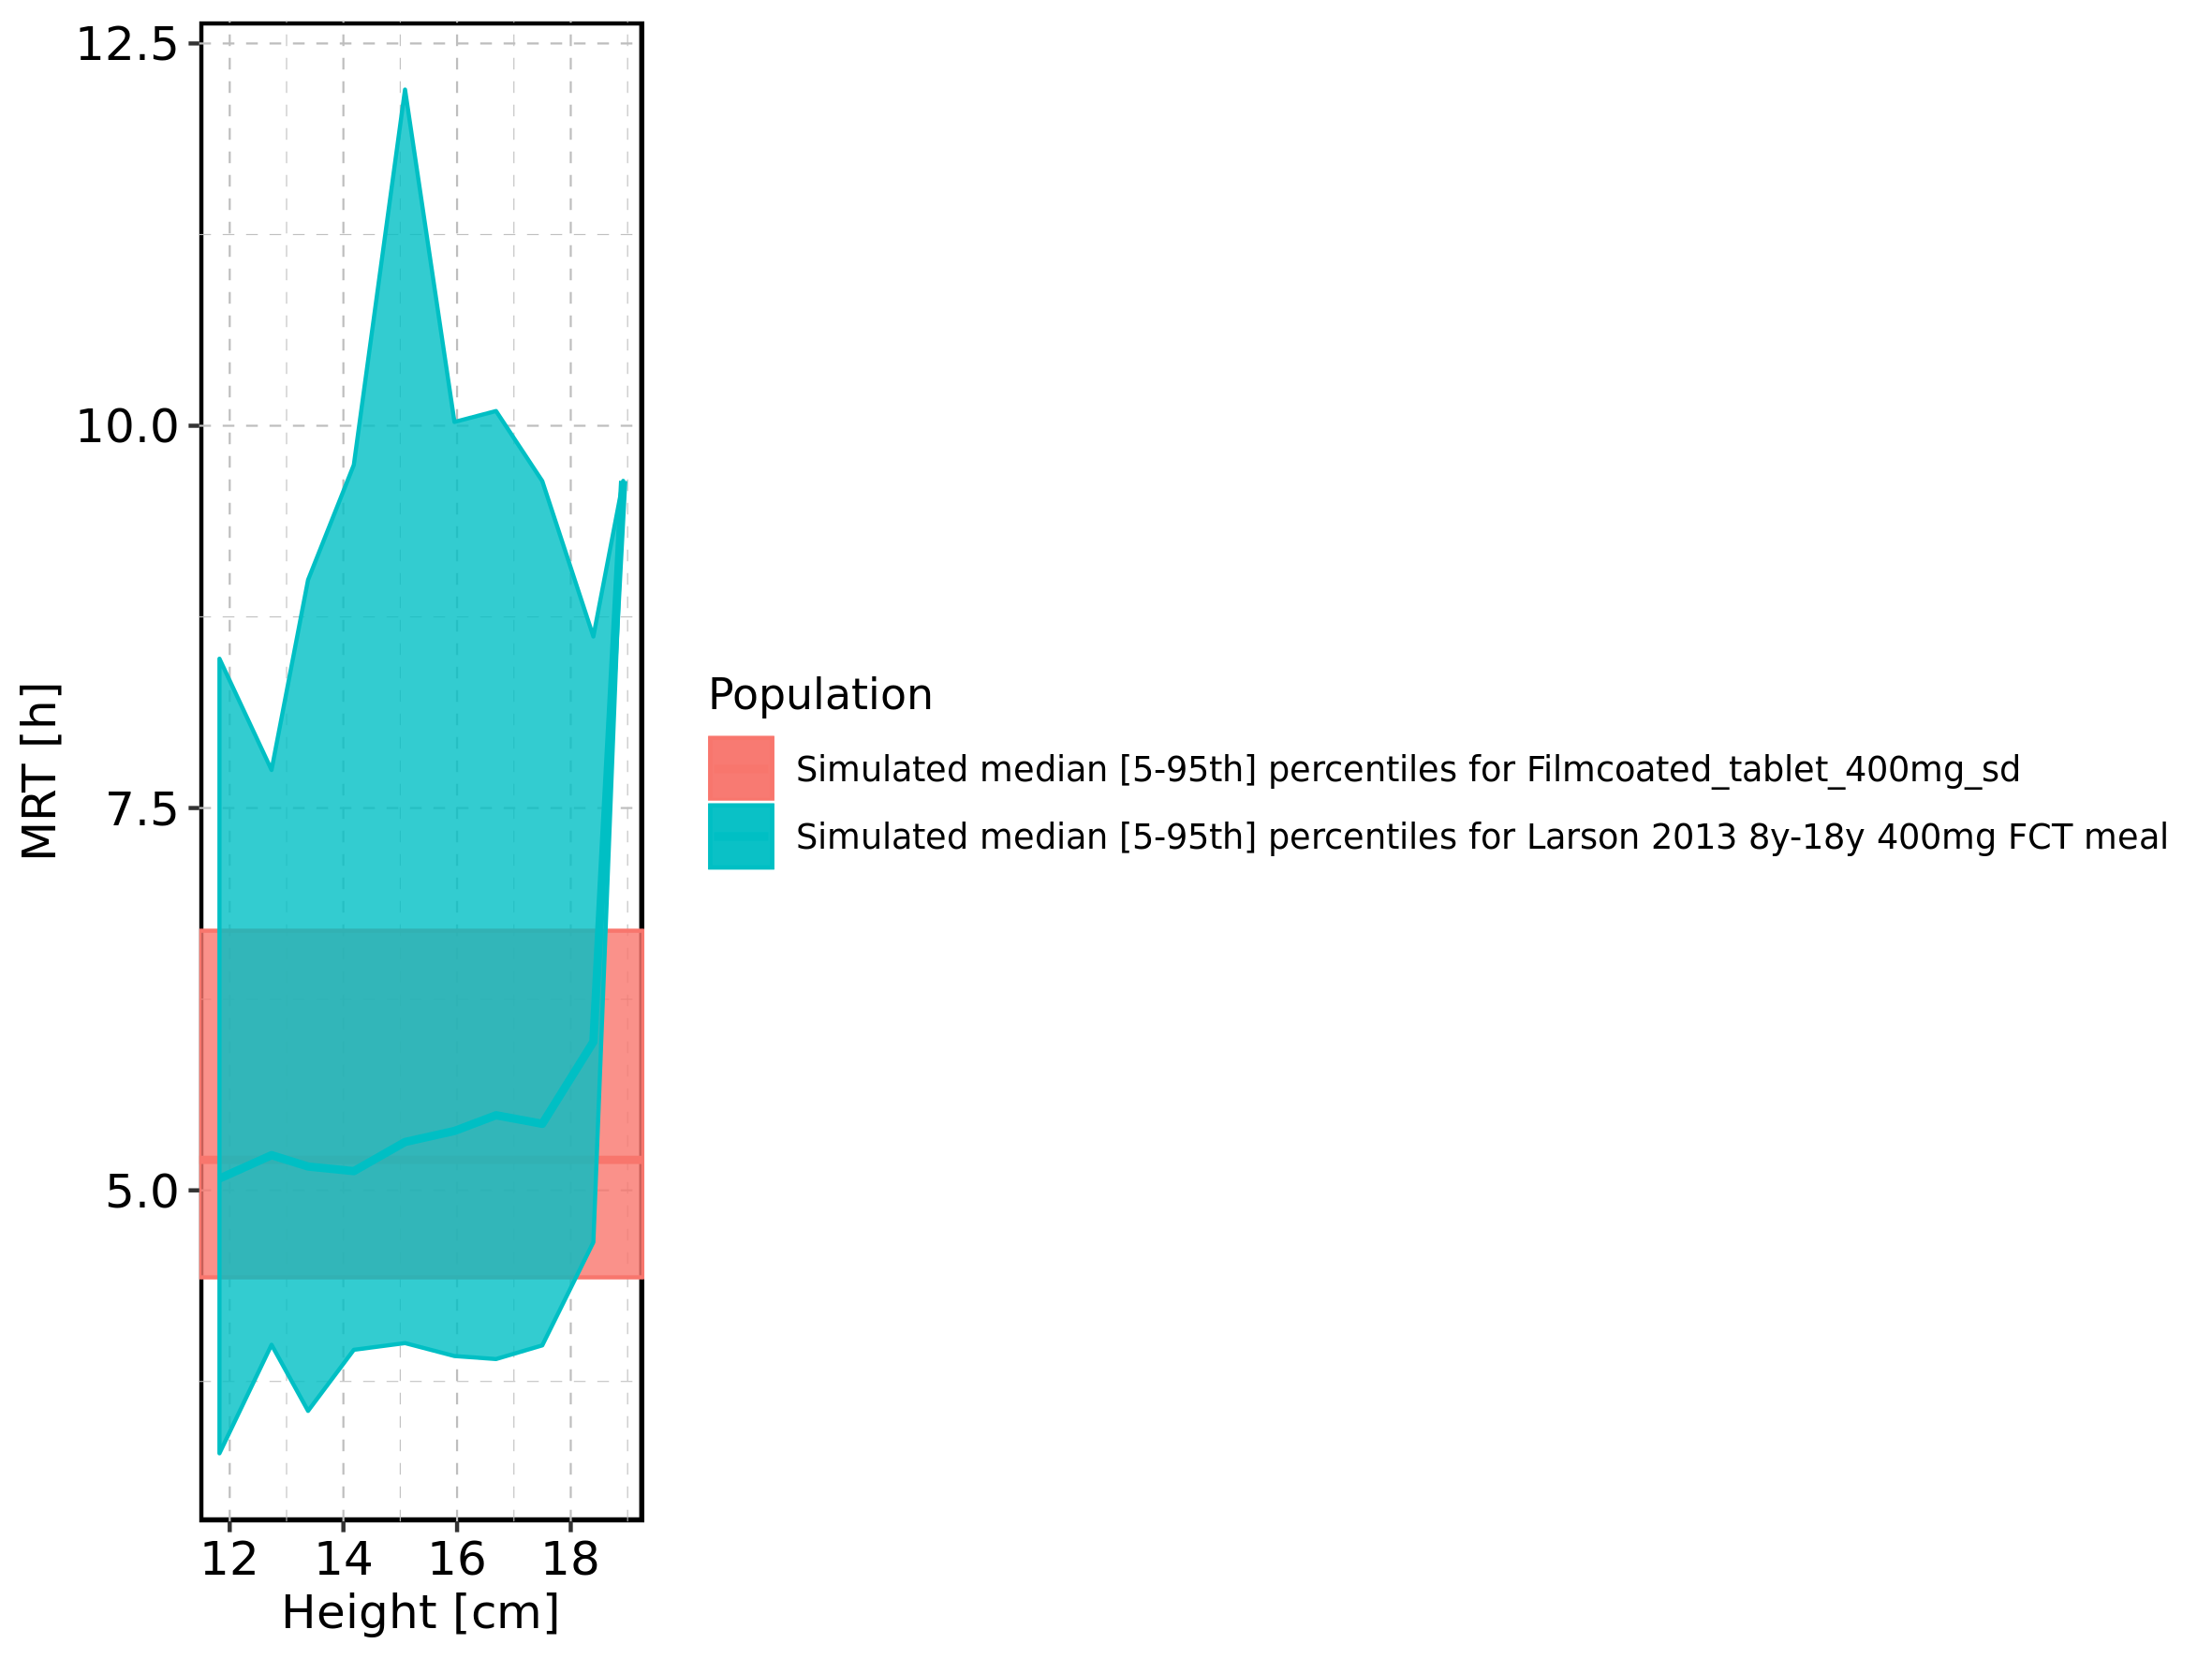 12.5
10.0
7.5
5.0
MRT [h]
12 14 16 18
Height [cm]
Population
Simulated median [5-95th] percentiles for Filmcoated_tablet_400mg_sd
Simulated median [5-95th] percentiles for Larson 2013 8y-18y 400mg FCT meal